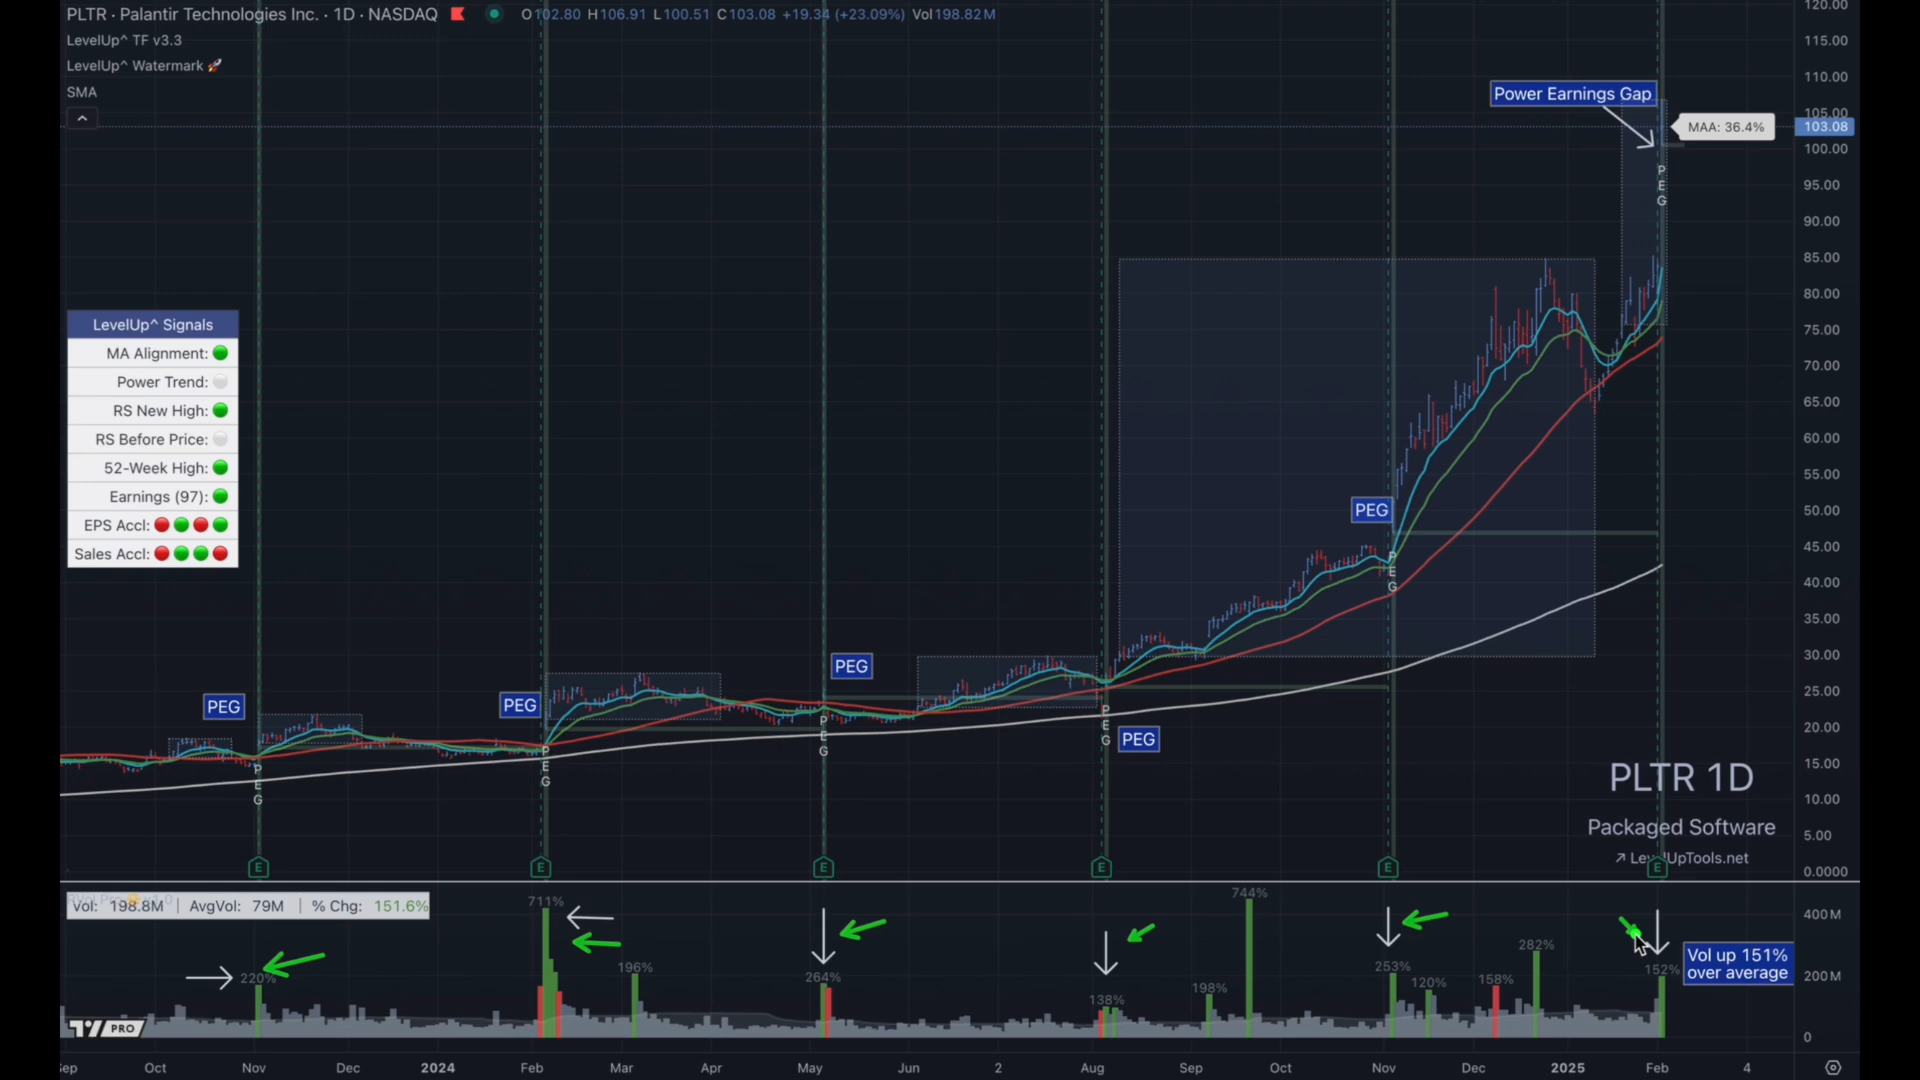 PLTR · Palantir Technologies Inc. · 1D · NASDAQ O102.80 H106.91 L100.51 C103.08 +19.34 (+23.09%) Vol198.82M
LevelUp^ TF v3.3
LevelUp^ Watermark 🚀
SMA
120.00
115.00
110.00
105.00
103.08
100.00
95.00
90.00
85.00
80.00
75.00
70.00
65.00
60.00
55.00
50.00
45.00
40.00
35.00
30.00
25.00
20.00
15.00
10.00
5.00
0.0000
Power Earnings Gap
MAA: 36.4%
LevelUp^ Signals
MA Alignment:
Power Trend:
RS New High:
RS Before Price:
52-Week High:
Earnings (97):
EPS Accl:
Sales Accl:
PEG
PEG
PEG
PEG
PEG
P
E
G
P
E
G
P
E
G
P
E
G
P
E
G
P
E
G
PLTR 1D
Packaged Software
E E E E E E
Vol: 198.8M | AvgVol: 79M | % Chg: 151.6%
220%
711%
196%
264%
138%
198%
744%
253%
120%
158%
282%
152%
Vol up 151%
over average
400M
200M
0
PRO
Oct Nov Dec 2024 Feb Mar Apr May Jun 2 Aug Sep Oct Nov Dec 2025 Feb 4